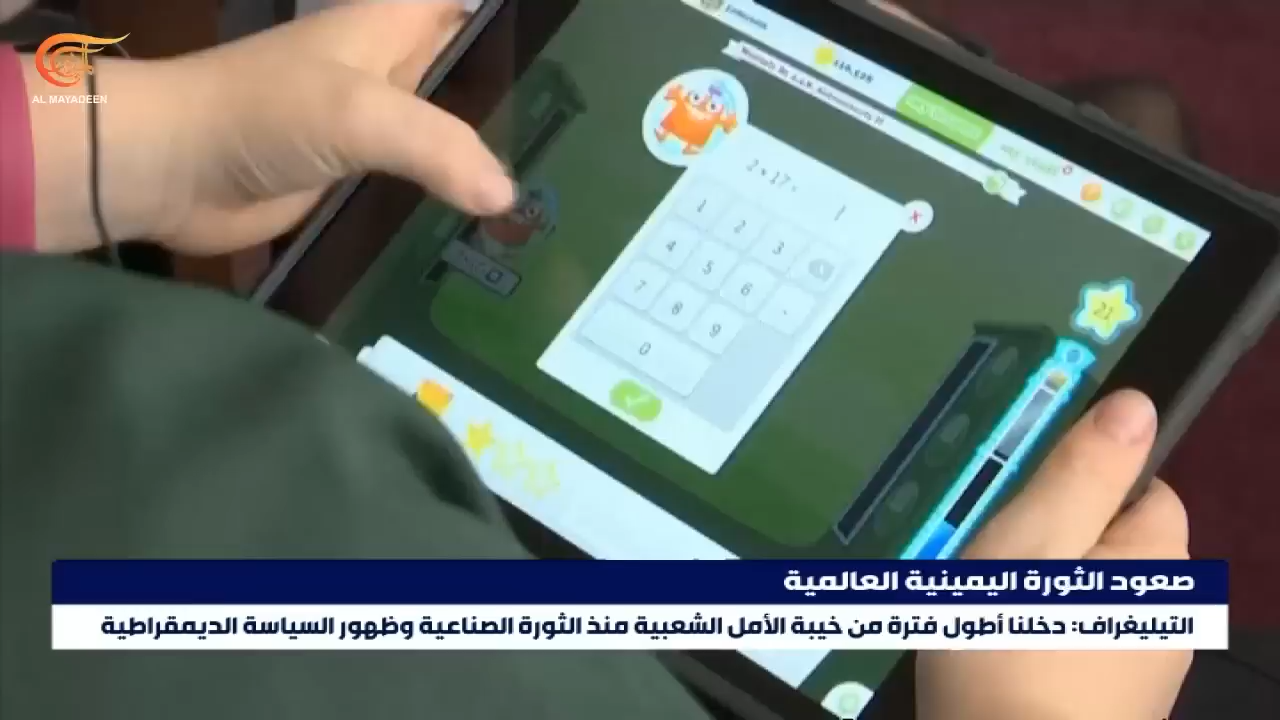 AL MAYADEEN
2 × 17 =
1
2
3
4
5
6
7
8
9
0
21
صعود الثورة اليمينية العالمية
التيليغراف: دخلنا أطول فترة من خيبة الأمل الشعبية منذ الثورة الصناعية وظهور السياسة الديمقراطية